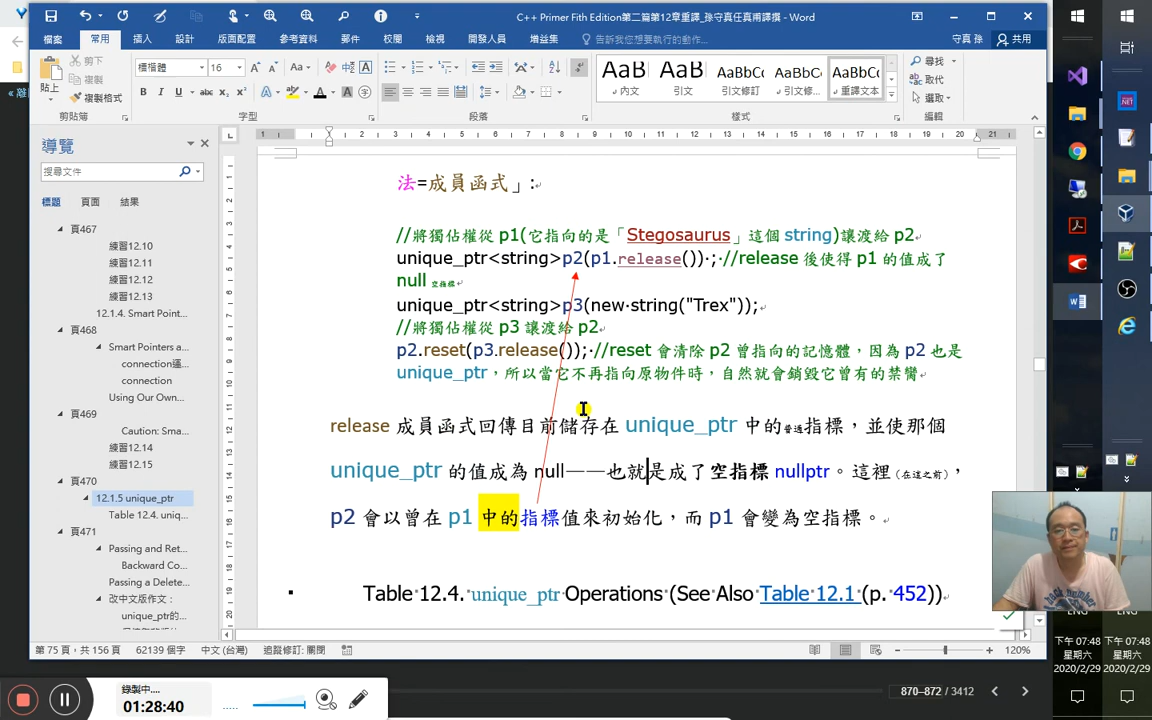 C++ Primer Fith Edition第二篇第12章重譯_孫守真任真甫譯撰 - Word
檔案 常用 插入 設計 版面配置 參考資料 郵件 校閱 檢視 開發人員 增益集 告訴我您想要執行的動作... 守真 孫 共用
貼上 剪下 複製 複製格式
標楷體 16
AaBbC AaBbC AaBbCc AaBbCc AaBbCc
內文 引文 引文修訂 引文修... 重譯文本
尋找 取代 選取
剪貼簿 字型 段落 樣式 編輯
導覽
搜尋文件
標題 頁面 結果
頁467
練習12.10
練習12.11
練習12.12
練習12.13
12.1.4. Smart Point...
頁468
Smart Pointers a...
connection還...
connection
Using Our Own...
頁469
Caution: Sma...
練習12.14
練習12.15
頁470
12.1.5 unique_ptr
Table 12.4. uniq...
頁471
Passing and Ret...
Backward Co...
Passing a Delete...
改中文版作文：
unique_ptr的...
法=成員函式」:
//將獨佔權從 p1(它指向的是「Stegosaurus」這個 string)讓渡給 p2
unique_ptr<string>p2(p1.release()) ; //release 後使得 p1 的值成了
null 空指標
unique_ptr<string>p3(new string("Trex"));
//將獨佔權從 p3 讓渡給 p2
p2.reset(p3.release()); //reset 會清除 p2 曾指向的記憶體，因為 p2 也是
unique_ptr，所以當它不再指向原物件時，自然就會銷毀它曾有的禁臠
release 成員函式回傳目前儲存在 unique_ptr 中的普通指標，並使那個
unique_ptr 的值成為 null——也就是成了空指標 nullptr。這裡（在這之前），
p2 會以曾在 p1 中的指標值來初始化，而 p1 會變為空指標。
Table 12.4. unique_ptr Operations (See Also Table 12.1 (p. 452))
第 75 頁，共 156 頁 62139 個字 中文 (台灣) 追蹤修訂: 關閉 120%
錄製中...
01:28:40
870–872 / 3412
ENG ENG
下午 07:48 下午 07:48
星期六 星期六
2020/2/29 2020/2/29